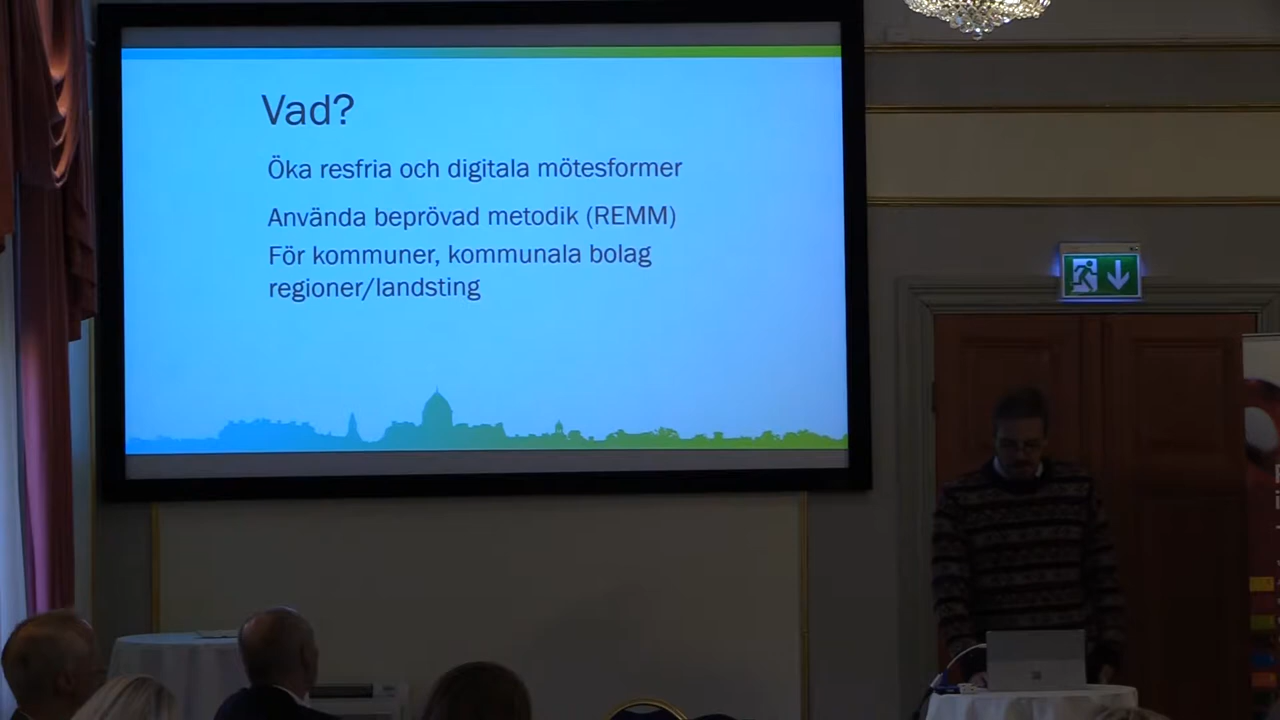 Vad?
Öka resfria och digitala mötesformer
Använda beprövad metodik (REMM)
För kommuner, kommunala bolag
regioner/landsting